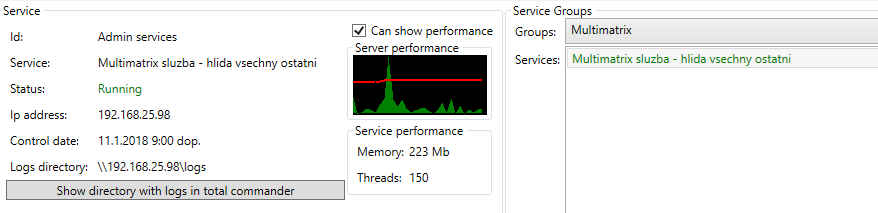 Service
Id: Admin services
Service: Multimatrix sluzba - hlida vsechny ostatni
Status: Running
Ip address: 192.168.25.98
Control date: 11.1.2018 9:00 dop.
Logs directory: \\192.168.25.98\logs
Show directory with logs in total commander
Can show performance
Server performance
Service performance
Memory: 223 Mb
Threads: 150
Service Groups
Groups: Multimatrix
Services: Multimatrix sluzba - hlida vsechny ostatni